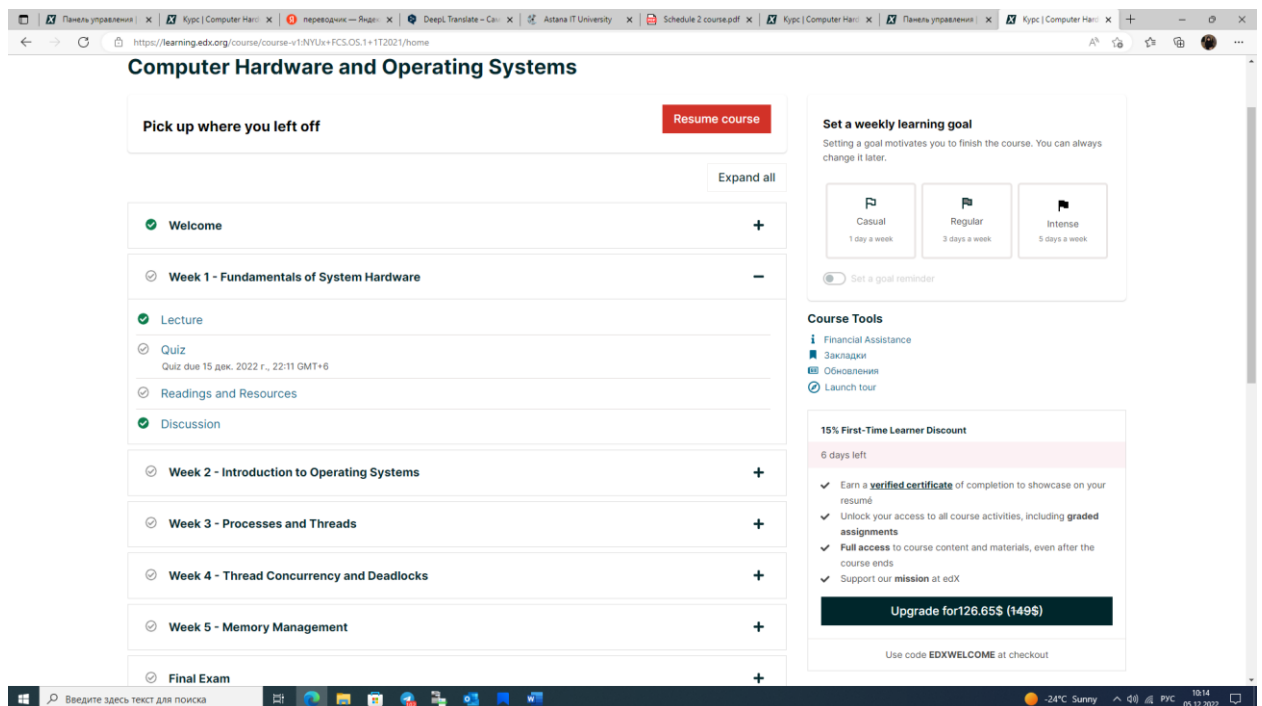 Панель управления |
Курс | Computer Hard
переводчик — Яндек
DeepL Translate – Сам
Astana IT University
Schedule 2 course.pdf
Курс | Computer Hard
Панель управления |
Курс | Computer Hard
https://learning.edx.org/course/course-v1:NYUx+FCS.OS.1+1T2021/home
Computer Hardware and Operating Systems
Pick up where you left off
Resume course
Expand all
Welcome
Week 1 - Fundamentals of System Hardware
Lecture
Quiz
Quiz due 15 дек. 2022 г., 22:11 GMT+6
Readings and Resources
Discussion
Week 2 - Introduction to Operating Systems
Week 3 - Processes and Threads
Week 4 - Thread Concurrency and Deadlocks
Week 5 - Memory Management
Final Exam
Set a weekly learning goal
Setting a goal motivates you to finish the course. You can always
change it later.
Casual
1 day a week
Regular
3 days a week
Intense
5 days a week
Set a goal reminder
Course Tools
Financial Assistance
Закладки
Обновления
Launch tour
15% First-Time Learner Discount
6 days left
Earn a verified certificate of completion to showcase on your
resumé
Unlock your access to all course activities, including graded
assignments
Full access to course content and materials, even after the
course ends
Support our mission at edX
Upgrade for126.65$ (149$)
Use code EDXWELCOME at checkout
Введите здесь текст для поиска
-24°C Sunny
РУС
10:14
05.12.2022